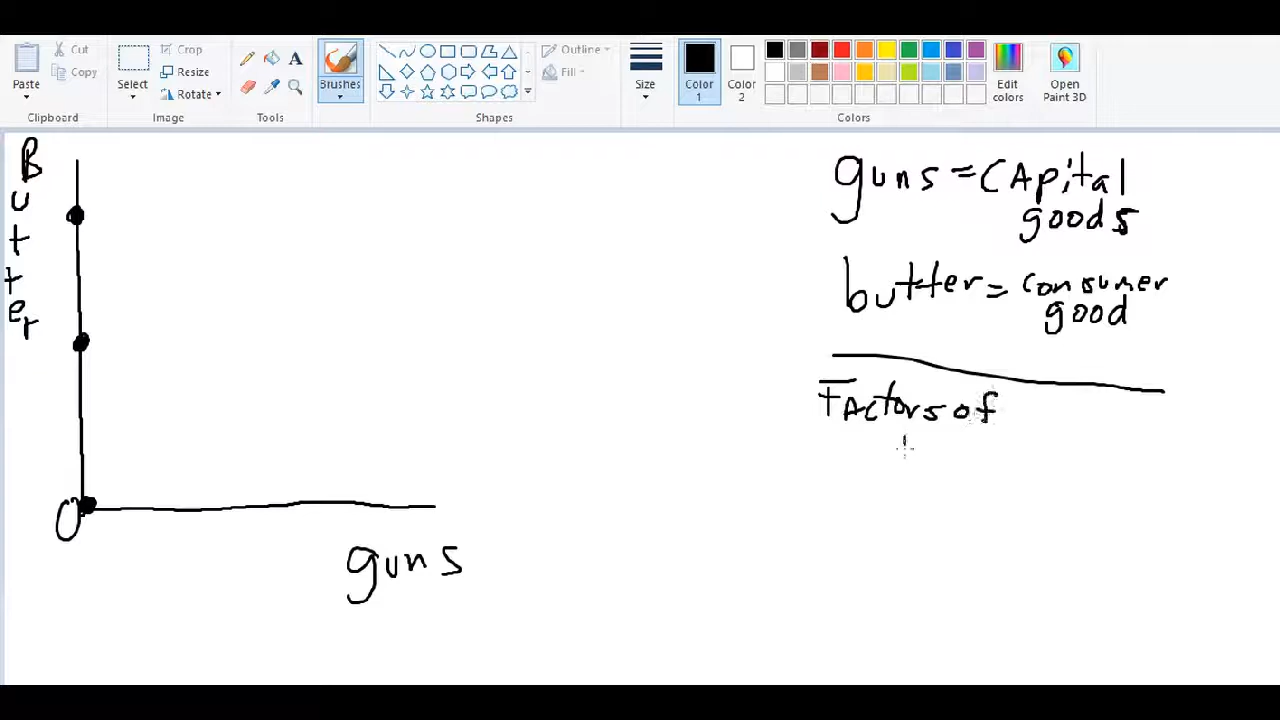 Paste
Cut
Copy
Clipboard
Select
Crop
Resize
Rotate
Image
A
Tools
Brushes
Outline
Fill
Shapes
Size
Color 1
Color 2
Edit colors
Open Paint 3D
Colors
Butter
0
guns
guns = CApital
goods
butter = consumer
good
FActors of